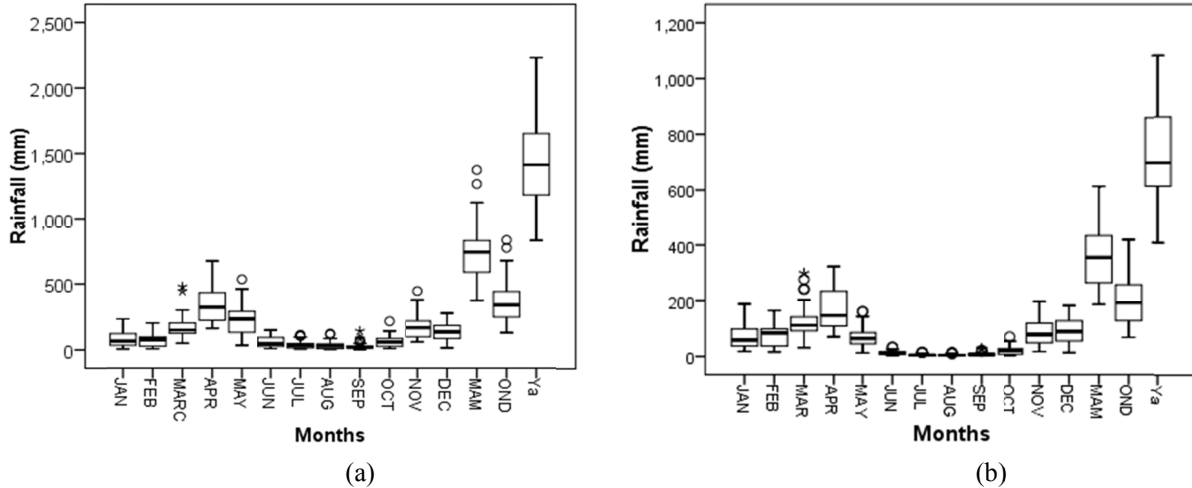 2,500
2,000
1,500
1,000
500
0
Rainfall (mm)
JAN
FEB
MARC
APR
MAY
JUN
JUL
AUG
SEP
OCT
NOV
DEC
MAM
OND
Ya
Months
(a)
1,200
1,000
800
600
400
200
0
Rainfall (mm)
JAN
FEB
MAR
APR
MAY
JUN
JUL
AUG
SEP
OCT
NOV
DEC
MAM
OND
Ya
Months
(b)